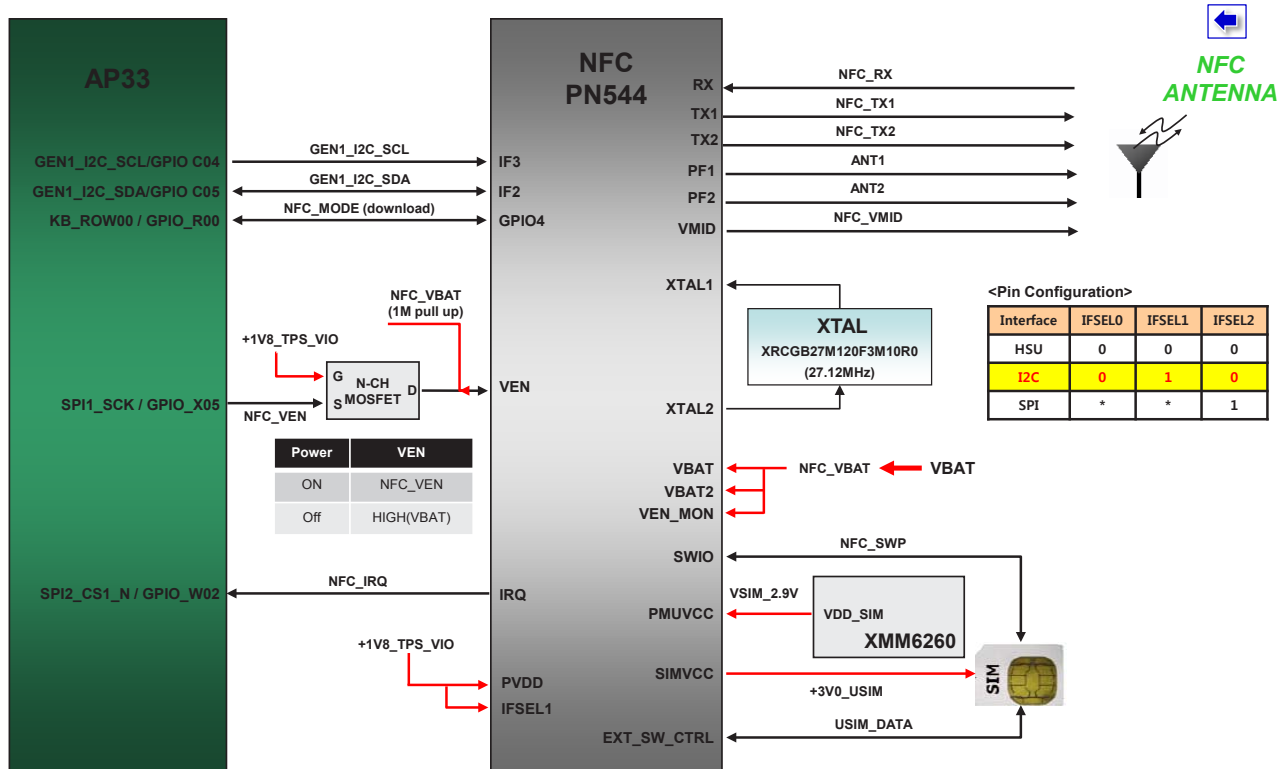 AP33
GEN1_I2C_SCL/GPIO C04
GEN1_I2C_SDA/GPIO C05
KB_ROW00 / GPIO_R00
SPI1_SCK / GPIO_X05
SPI2_CS1_N / GPIO_W02
GEN1_I2C_SCL
GEN1_I2C_SDA
NFC_MODE (download)
NFC_VBAT
(1M pull up)
+1V8_TPS_VIO
G
S
N-CH
MOSFET
D
NFC_VEN
Power VEN
ON NFC_VEN
Off HIGH(VBAT)
NFC_IRQ
+1V8_TPS_VIO
NFC
PN544
IF3
IF2
GPIO4
VEN
IRQ
PVDD
IFSEL1
RX
TX1
TX2
PF1
PF2
VMID
XTAL1
XTAL2
VBAT
VBAT2
VEN_MON
SWIO
PMUVCC
SIMVCC
EXT_SW_CTRL
NFC_RX
NFC_TX1
NFC_TX2
ANT1
ANT2
NFC_VMID
NFC
ANTENNA
XTAL
XRCGB27M120F3M10R0
(27.12MHz)
<Pin Configuration>
Interface IFSEL0 IFSEL1 IFSEL2
HSU 0 0 0
I2C 0 1 0
SPI * * 1
NFC_VBAT
VBAT
NFC_SWP
VSIM_2.9V
VDD_SIM
XMM6260
+3V0_USIM
USIM_DATA
SIM